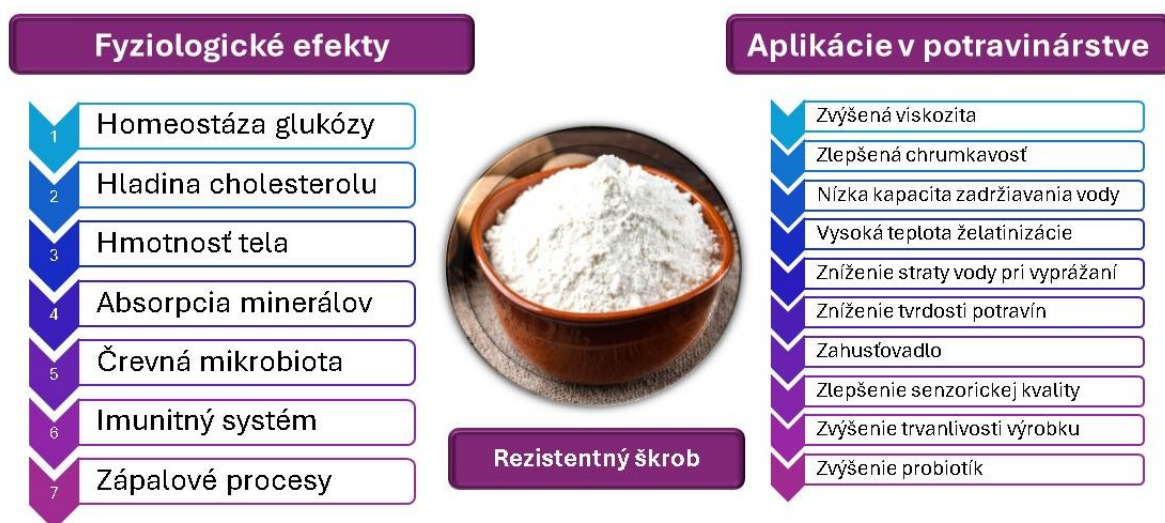 Fyziologické efekty
1
Homeostáza glukózy
2
Hladina cholesterolu
3
Hmotnosť tela
4
Absorpcia minerálov
5
Črevná mikrobiota
6
Imunitný systém
7
Zápalové procesy
Rezistentný škrob
Aplikácie v potravinárstve
Zvýšená viskozita
Zlepšená chrumkavosť
Nízka kapacita zadržiavania vody
Vysoká teplota želatinizácie
Zníženie straty vody pri vyprážaní
Zníženie tvrdosti potravín
Zahusťovadlo
Zlepšenie senzorickej kvality
Zvýšenie trvanlivosti výrobku
Zvýšenie probiotík